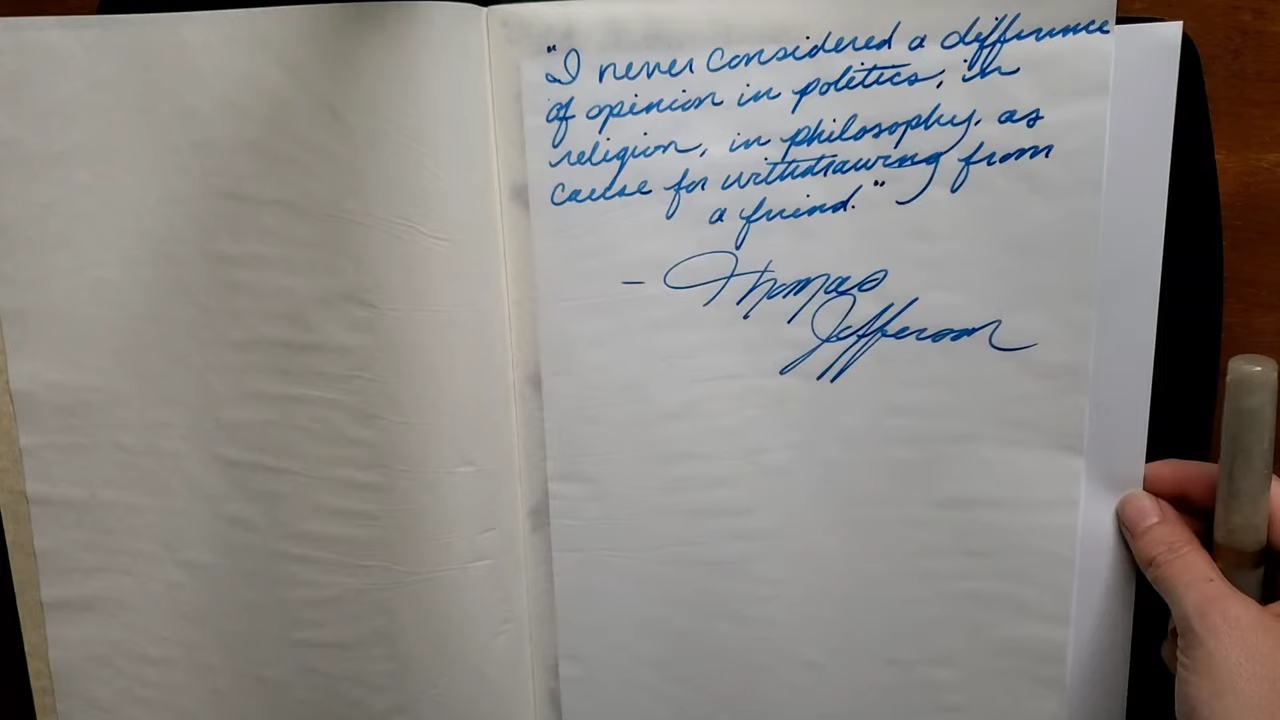 "I never considered a difference
of opinion in politics, in
religion, in philosophy, as
cause for withdrawing from
a friend."
- Thomas
Jefferson